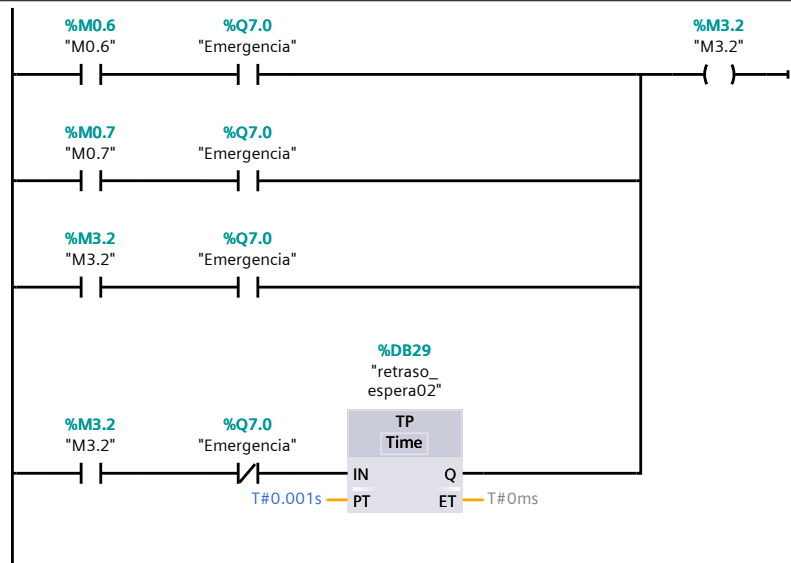 %M0.6 %Q7.0 %M3.2
"M0.6" "Emergencia" "M3.2"
%M0.7 %Q7.0
"M0.7" "Emergencia"
%M3.2 %Q7.0
"M3.2" "Emergencia"
%DB29
"retraso_
espera02"
%M3.2 %Q7.0 TP
"M3.2" "Emergencia" Time
IN Q
T#0.001s PT ET T#0ms